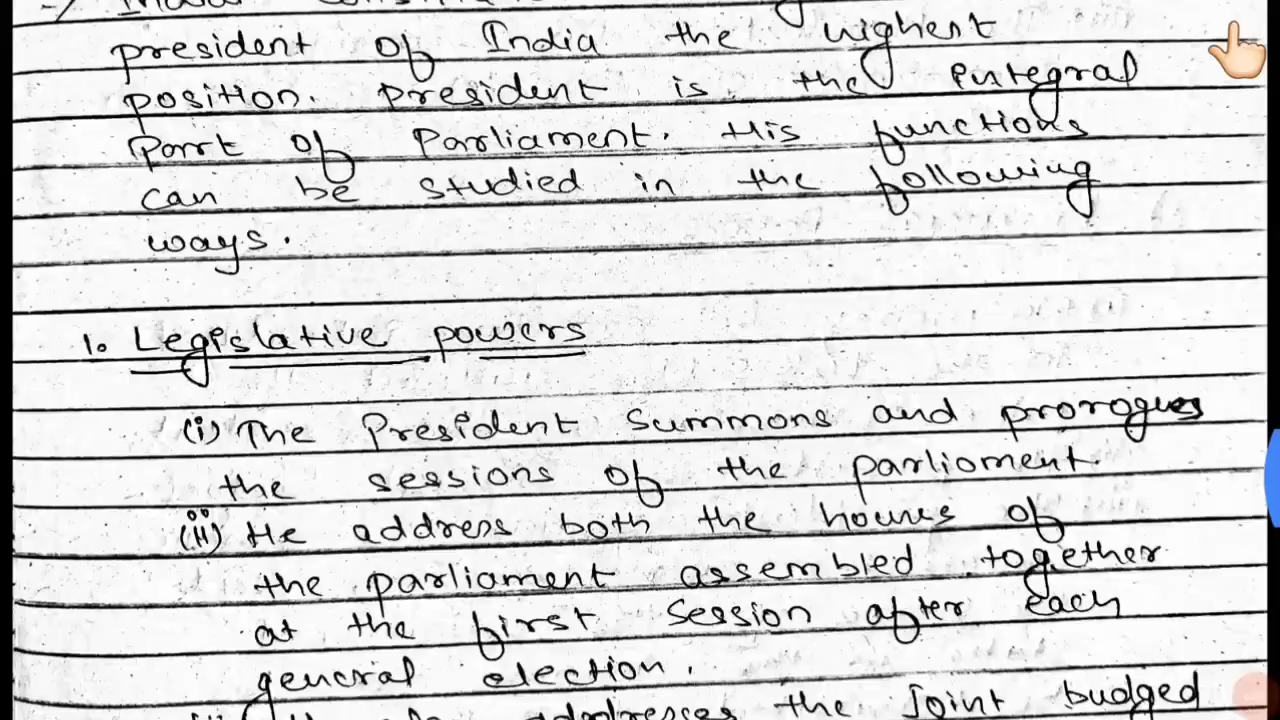 president of India the highest
position. president is the integral
Part of Parliament. His functions
can be studied in the following
ways.
1. Legislative powers
(i) The President Summons and prorogues
the sessions of the parlioment.
(ii) He address both the houses of
the parliament assembled together
at the first session after each
general election.
addresses the Joint budged